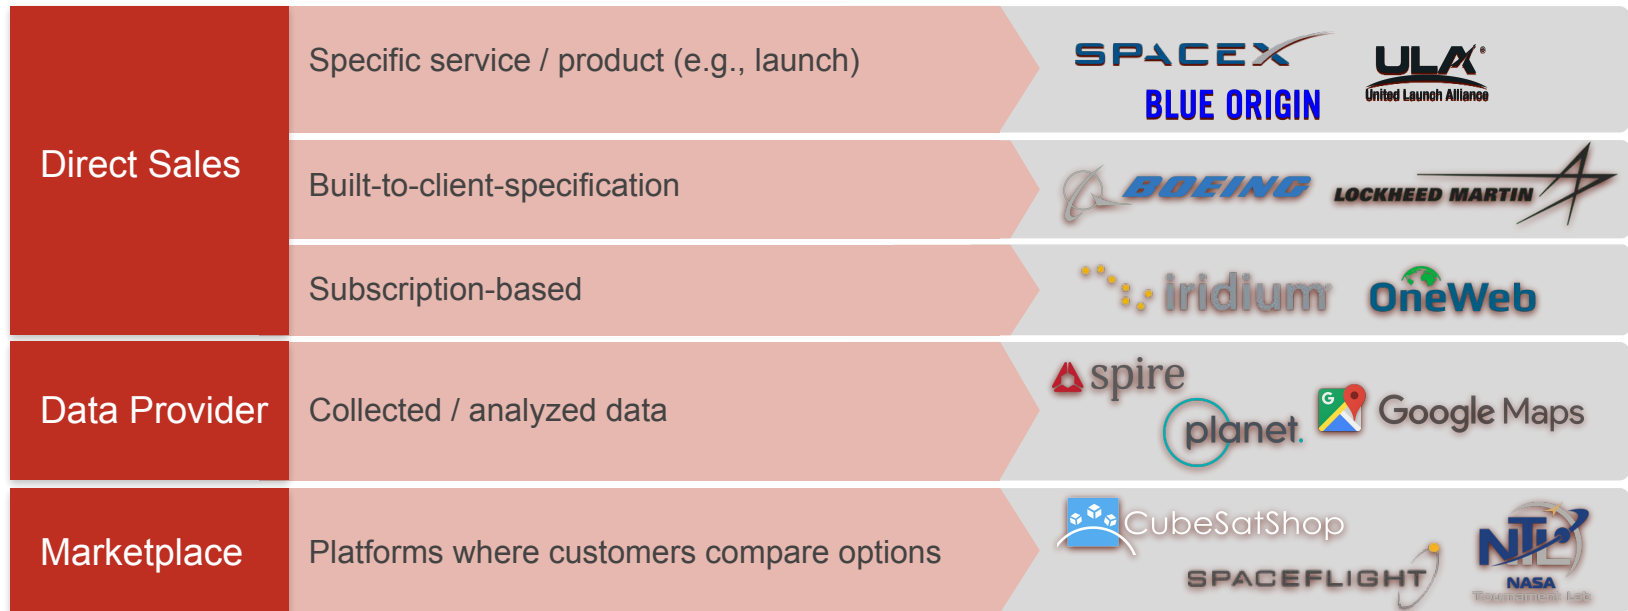 Direct Sales
Specific service / product (e.g., launch)
SPACEX
BLUE ORIGIN
ULA
United Launch Alliance
Built-to-client-specification
BOEING
LOCKHEED MARTIN
Subscription-based
iridium
OneWeb
Data Provider
Collected / analyzed data
spire
planet.
G
Google Maps
Marketplace
Platforms where customers compare options
CubeSatShop
SPACEFLIGHT
NTL
NASA
Tournament Lab